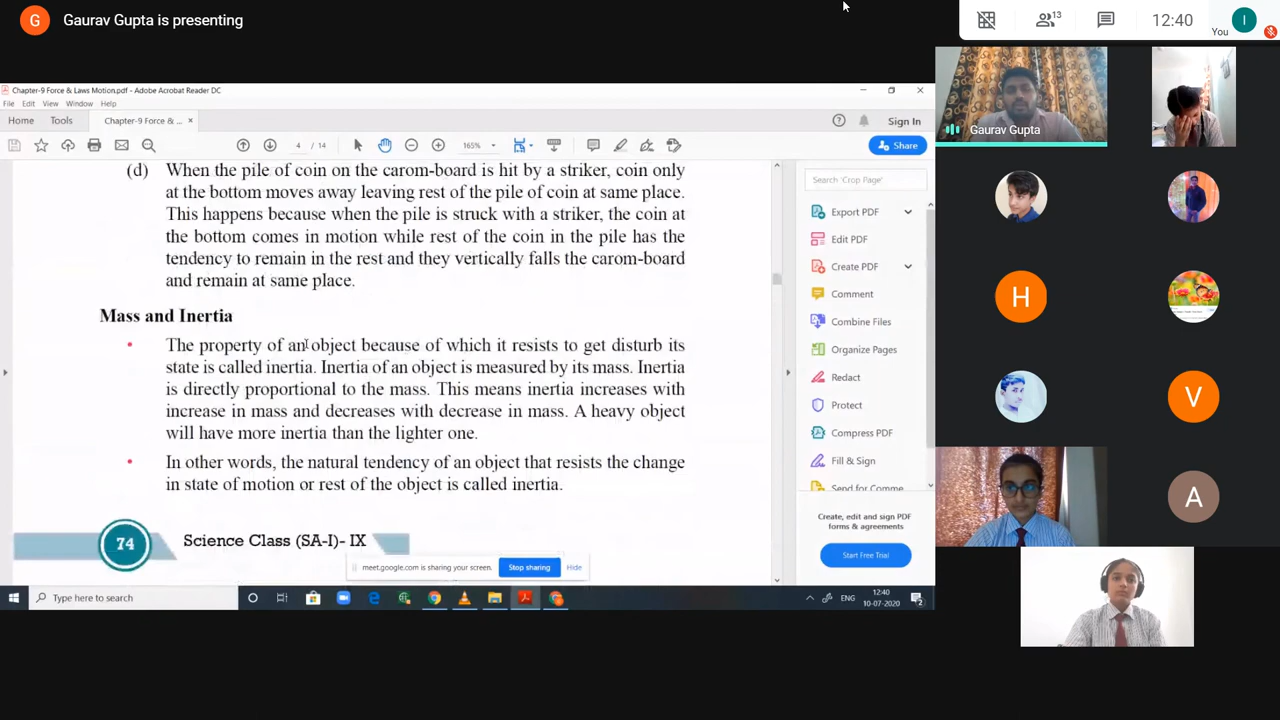 G Gaurav Gupta is presenting
13
12:40
You
I
Chapter-9 Force & Laws Motion.pdf - Adobe Acrobat Reader DC
File Edit View Window Help
Home Tools Chapter-9 Force & ... × Sign In
4 / 14 165% Share
(d) When the pile of coin on the carom-board is hit by a striker, coin only
at the bottom moves away leaving rest of the pile of coin at same place.
This happens because when the pile is struck with a striker, the coin at
the bottom comes in motion while rest of the coin in the pile has the
tendency to remain in the rest and they vertically falls the carom-board
and remain at same place.
Mass and Inertia
• The property of an object because of which it resists to get disturb its
state is called inertia. Inertia of an object is measured by its mass. Inertia
is directly proportional to the mass. This means inertia increases with
increase in mass and decreases with decrease in mass. A heavy object
will have more inertia than the lighter one.
• In other words, the natural tendency of an object that resists the change
in state of motion or rest of the object is called inertia.
74 Science Class (SA-I)- IX
meet.google.com is sharing your screen. Stop sharing Hide
Search 'Crop Page'
Export PDF
Edit PDF
Create PDF
Comment
Combine Files
Organize Pages
Redact
Protect
Compress PDF
Fill & Sign
Send for Comme
Create, edit and sign PDF
forms & agreements
Start Free Trial
Type here to search
ENG
12:40
10-07-2020
2
Gaurav Gupta
H
V
A